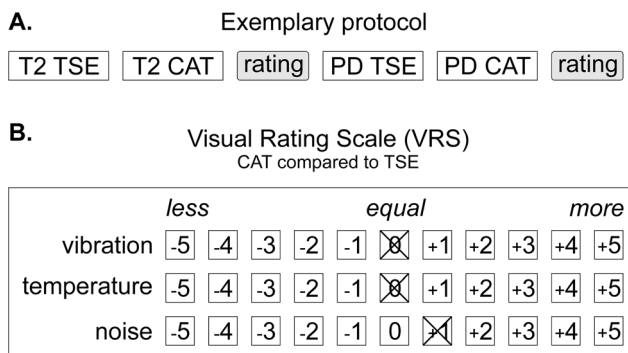 A. Exemplary protocol
T2 TSE T2 CAT rating PD TSE PD CAT rating
B. Visual Rating Scale (VRS)
CAT compared to TSE
less equal more
vibration -5 -4 -3 -2 -1 0 +1 +2 +3 +4 +5
temperature -5 -4 -3 -2 -1 0 +1 +2 +3 +4 +5
noise -5 -4 -3 -2 -1 0 +1 +2 +3 +4 +5